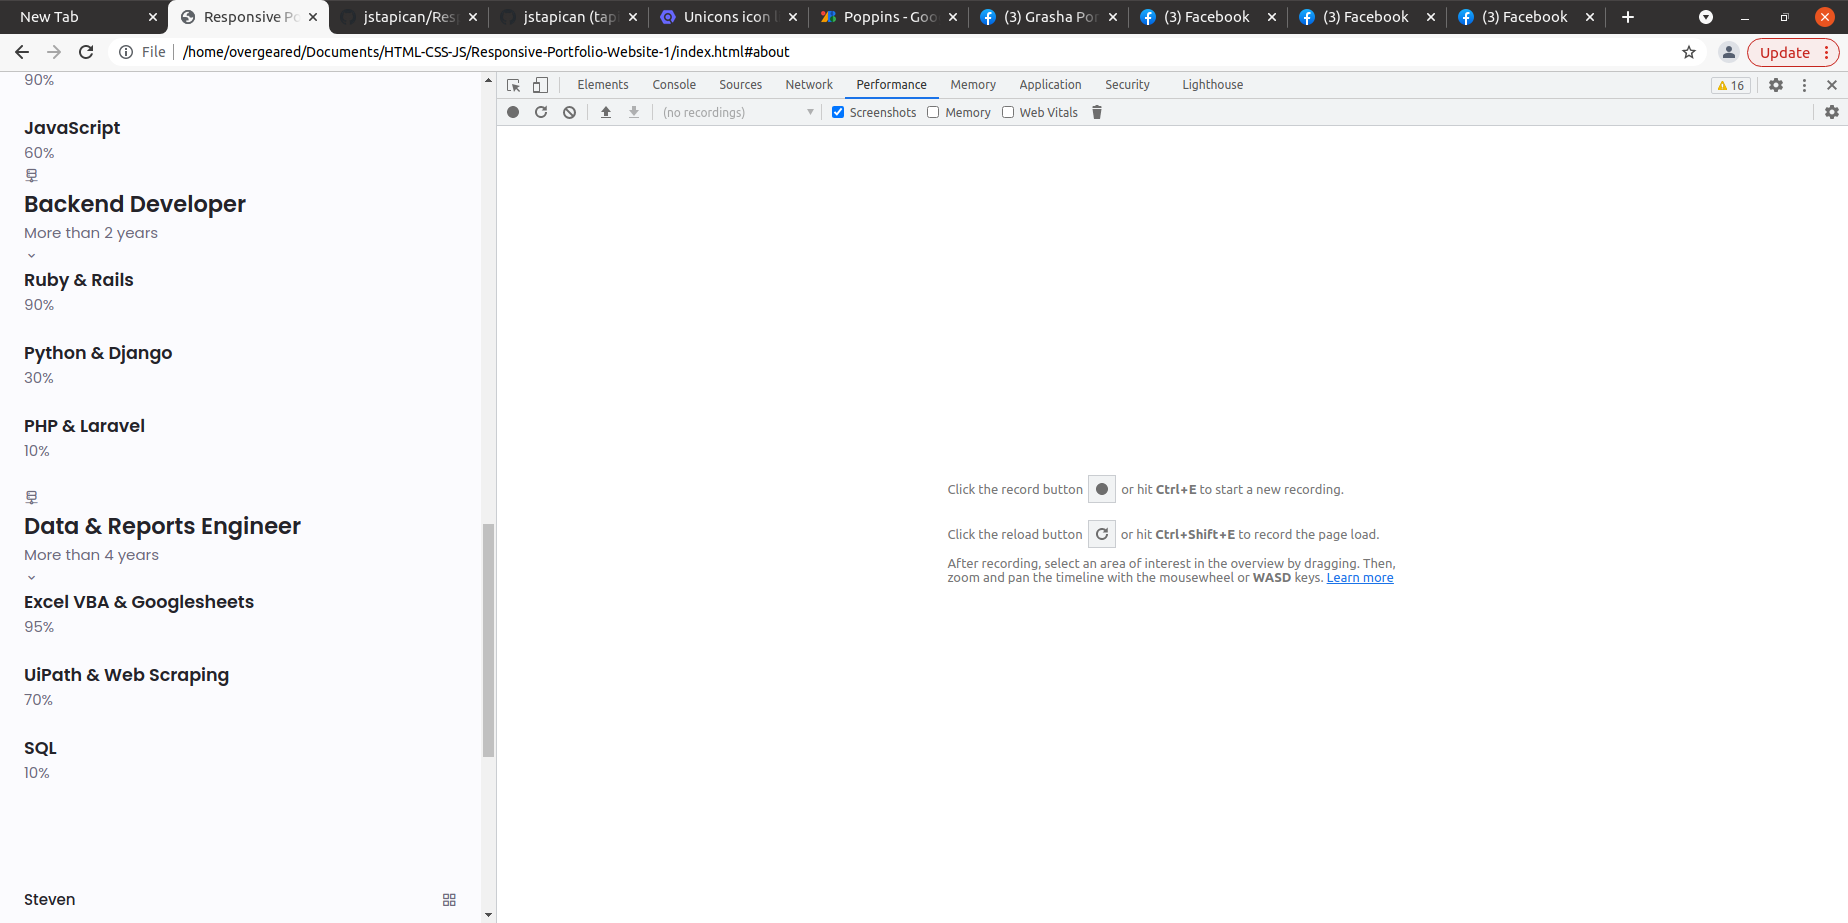 New Tab
Responsive Po
jstapican/Resp
jstapican (tap
Unicons icon l
Poppins - Goo
(3) Grasha Por
(3) Facebook
(3) Facebook
(3) Facebook
File
/home/overgeared/Documents/HTML-CSS-JS/Responsive-Portfolio-Website-1/index.html#about
Update
Elements
Console
Sources
Network
Performance
Memory
Application
Security
Lighthouse
16
(no recordings)
Screenshots
Memory
Web Vitals
90%
JavaScript
60%
Backend Developer
More than 2 years
Ruby & Rails
90%
Python & Django
30%
PHP & Laravel
10%
Data & Reports Engineer
More than 4 years
Excel VBA & Googlesheets
95%
UiPath & Web Scraping
70%
SQL
10%
Steven
Click the record button or hit Ctrl+E to start a new recording.
Click the reload button or hit Ctrl+Shift+E to record the page load.
After recording, select an area of interest in the overview by dragging. Then,
zoom and pan the timeline with the mousewheel or WASD keys. Learn more